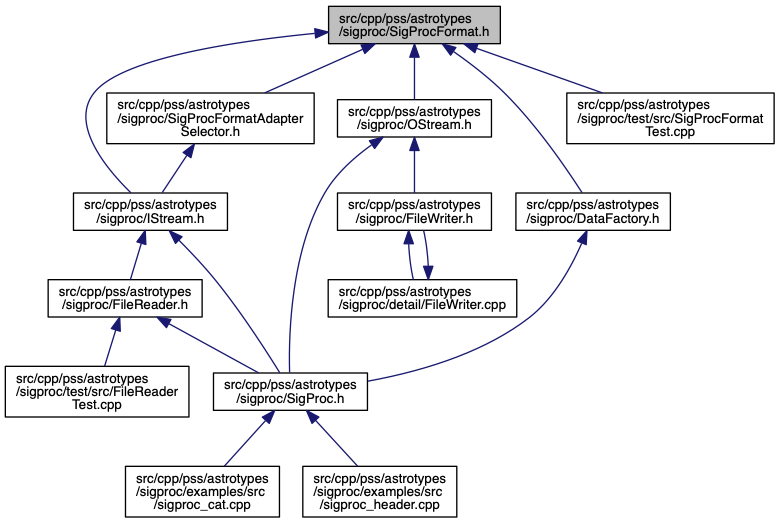 src/cpp/pss/astrotypes
/sigproc/SigProcFormat.h
src/cpp/pss/astrotypes
/sigproc/SigProcFormatAdapter
Selector.h
src/cpp/pss/astrotypes
/sigproc/OStream.h
src/cpp/pss/astrotypes
/sigproc/test/src/SigProcFormat
Test.cpp
src/cpp/pss/astrotypes
/sigproc/IStream.h
src/cpp/pss/astrotypes
/sigproc/FileWriter.h
src/cpp/pss/astrotypes
/sigproc/DataFactory.h
src/cpp/pss/astrotypes
/sigproc/FileReader.h
src/cpp/pss/astrotypes
/sigproc/detail/FileWriter.cpp
src/cpp/pss/astrotypes
/sigproc/test/src/FileReader
Test.cpp
src/cpp/pss/astrotypes
/sigproc/SigProc.h
src/cpp/pss/astrotypes
/sigproc/examples/src
/sigproc_cat.cpp
src/cpp/pss/astrotypes
/sigproc/examples/src
/sigproc_header.cpp